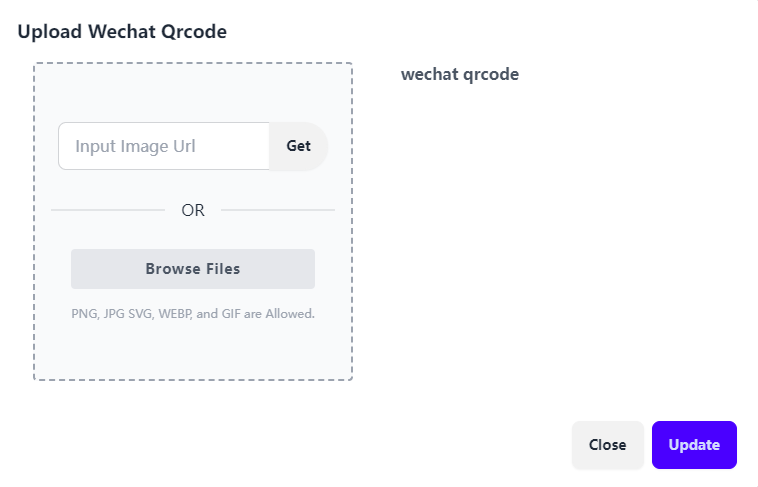 Upload Wechat Qrcode
wechat qrcode
Input Image Url
Get
OR
Browse Files
PNG, JPG SVG, WEBP, and GIF are Allowed.
Close
Update